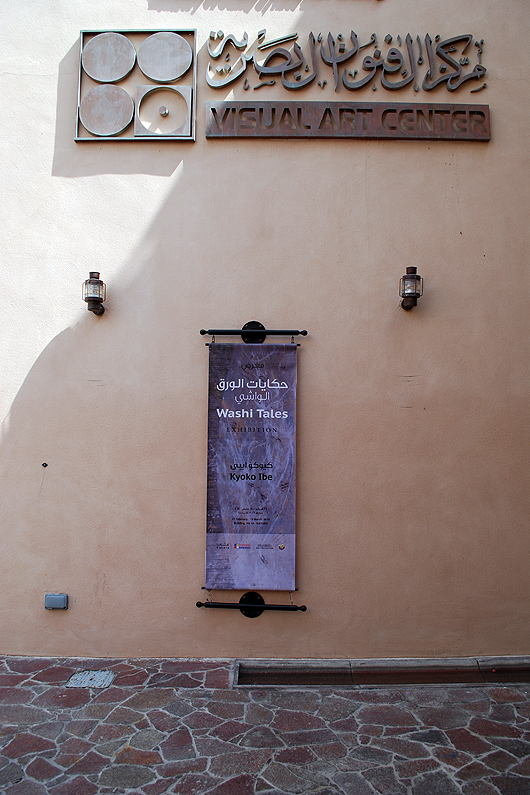 مركز الفنون البصرية
VISUAL ART CENTER
معرض
حكايات الورق
الواشي
Washi Tales
EXHIBITION
كيوكو ايبي
Kyoko Ibe